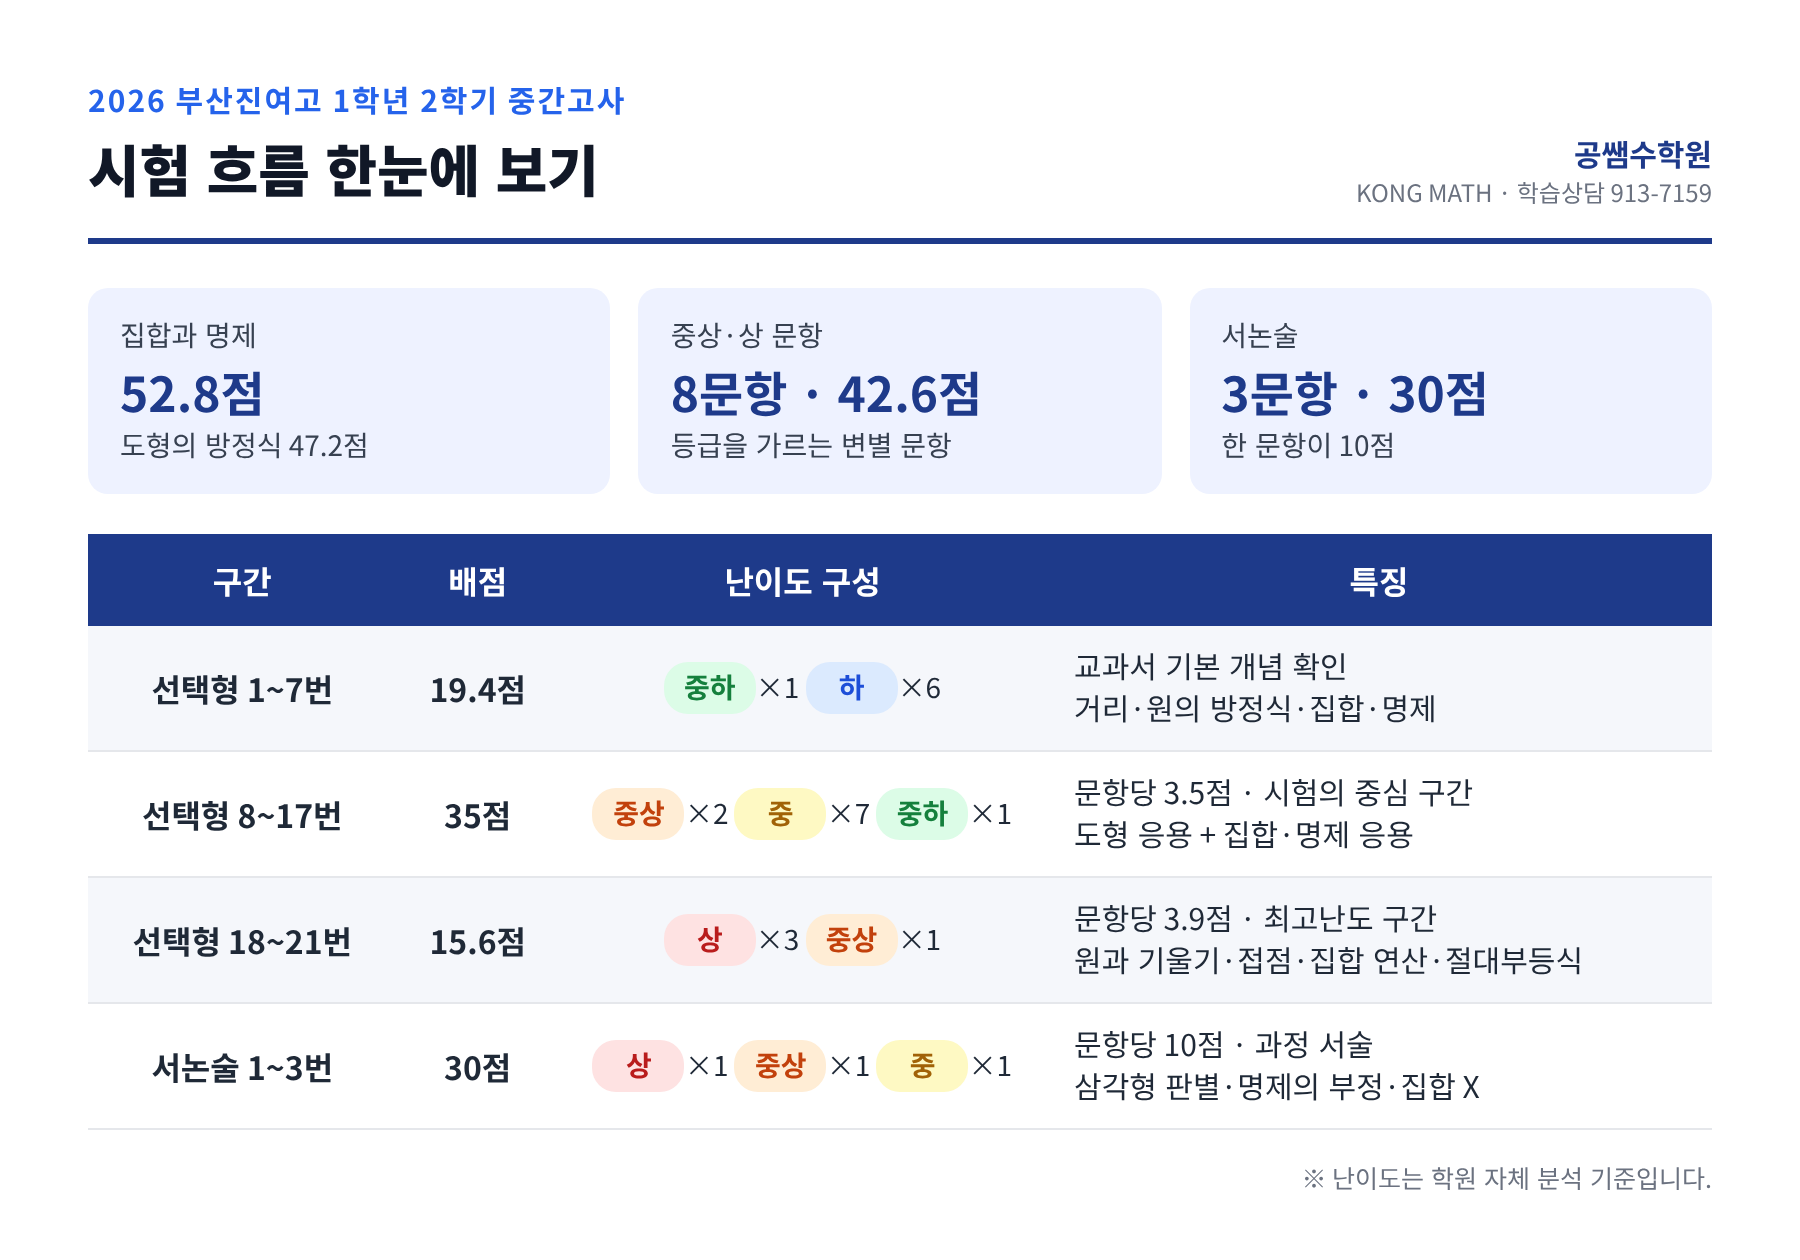 2026 부산진여고 1학년 2학기 중간고사
시험 흐름 한눈에 보기
공쌤수학원
KONG MATH · 학습상담 913-7159
집합과 명제
52.8점
도형의 방정식 47.2점
중상·상 문항
8문항 · 42.6점
등급을 가르는 변별 문항
서논술
3문항 · 30점
한 문항이 10점
구간 배점 난이도 구성 특징
선택형 1~7번 19.4점 중하 ×1 하 ×6
교과서 기본 개념 확인
거리·원의 방정식·집합·명제
선택형 8~17번 35점 중상 ×2 중 ×7 중하 ×1
문항당 3.5점 · 시험의 중심 구간
도형 응용 + 집합·명제 응용
선택형 18~21번 15.6점 상 ×3 중상 ×1
문항당 3.9점 · 최고난도 구간
원과 기울기·접점·집합 연산·절대부등식
서논술 1~3번 30점 상 ×1 중상 ×1 중 ×1
문항당 10점 · 과정 서술
삼각형 판별·명제의 부정·집합 X
※ 난이도는 학원 자체 분석 기준입니다.